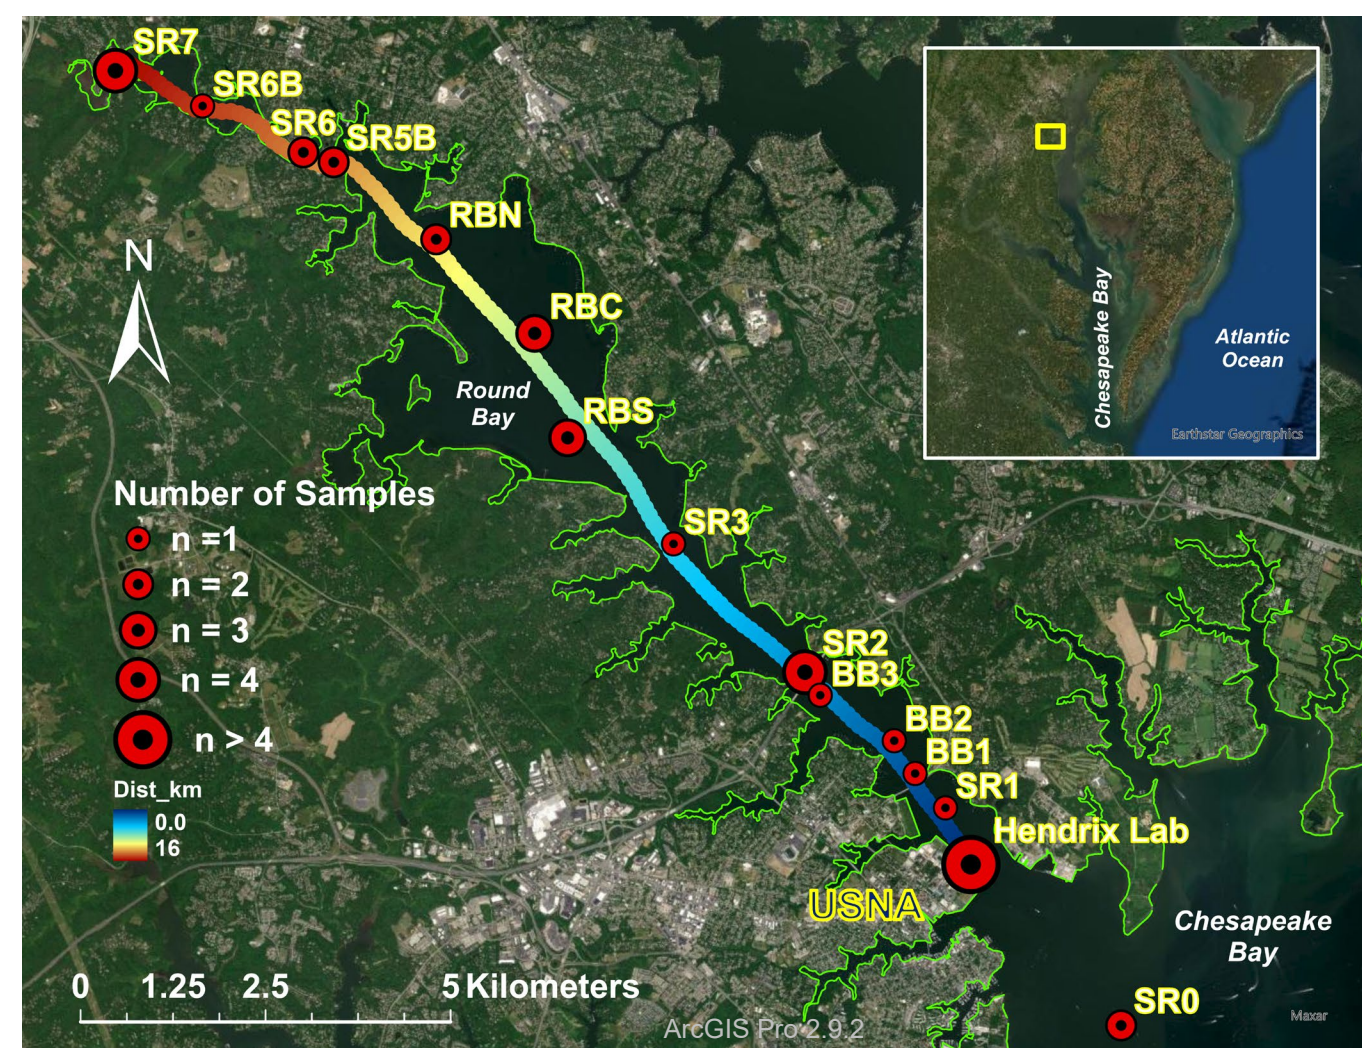 SR7
SR6B
SR6
SR5B
RBN
RBC
RBS
SR3
SR2
BB3
BB2
BB1
SR1
Hendrix Lab
USNA
SR0
N
Round
Bay
Chesapeake Bay
Atlantic
Ocean
Earthstar Geographics
Number of Samples
n =1
n = 2
n = 3
n = 4
n > 4
Dist_km
0.0
16
Chesapeake
Bay
0 1.25 2.5 5 Kilometers
ArcGIS Pro 2.9.2
Maxar